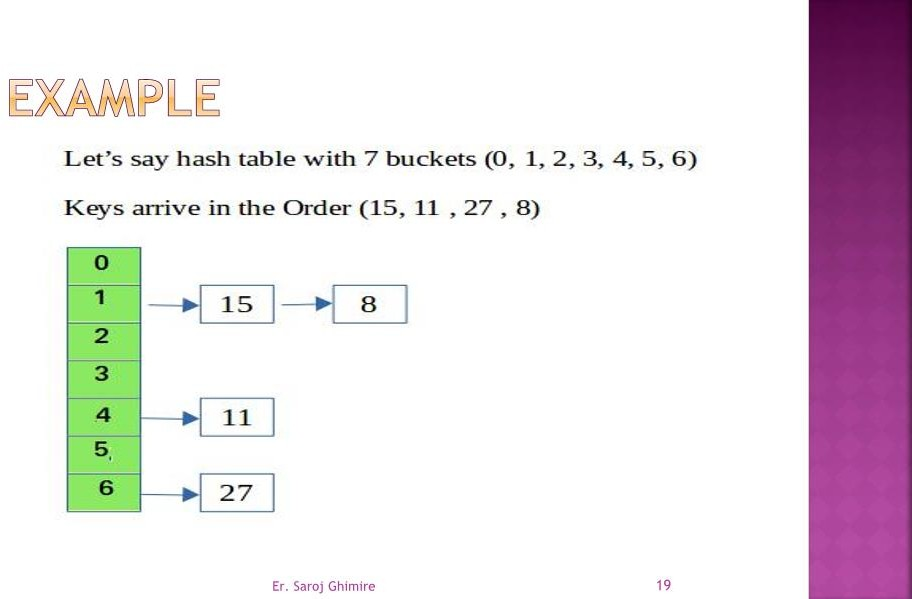 EXAMPLE
Let's say hash table with 7 buckets (0, 1, 2, 3, 4, 5, 6)
Keys arrive in the Order (15, 11 , 27 , 8)
0
1 15 8
2
3
4 11
5,
6 27
Er. Saroj Ghimire 19